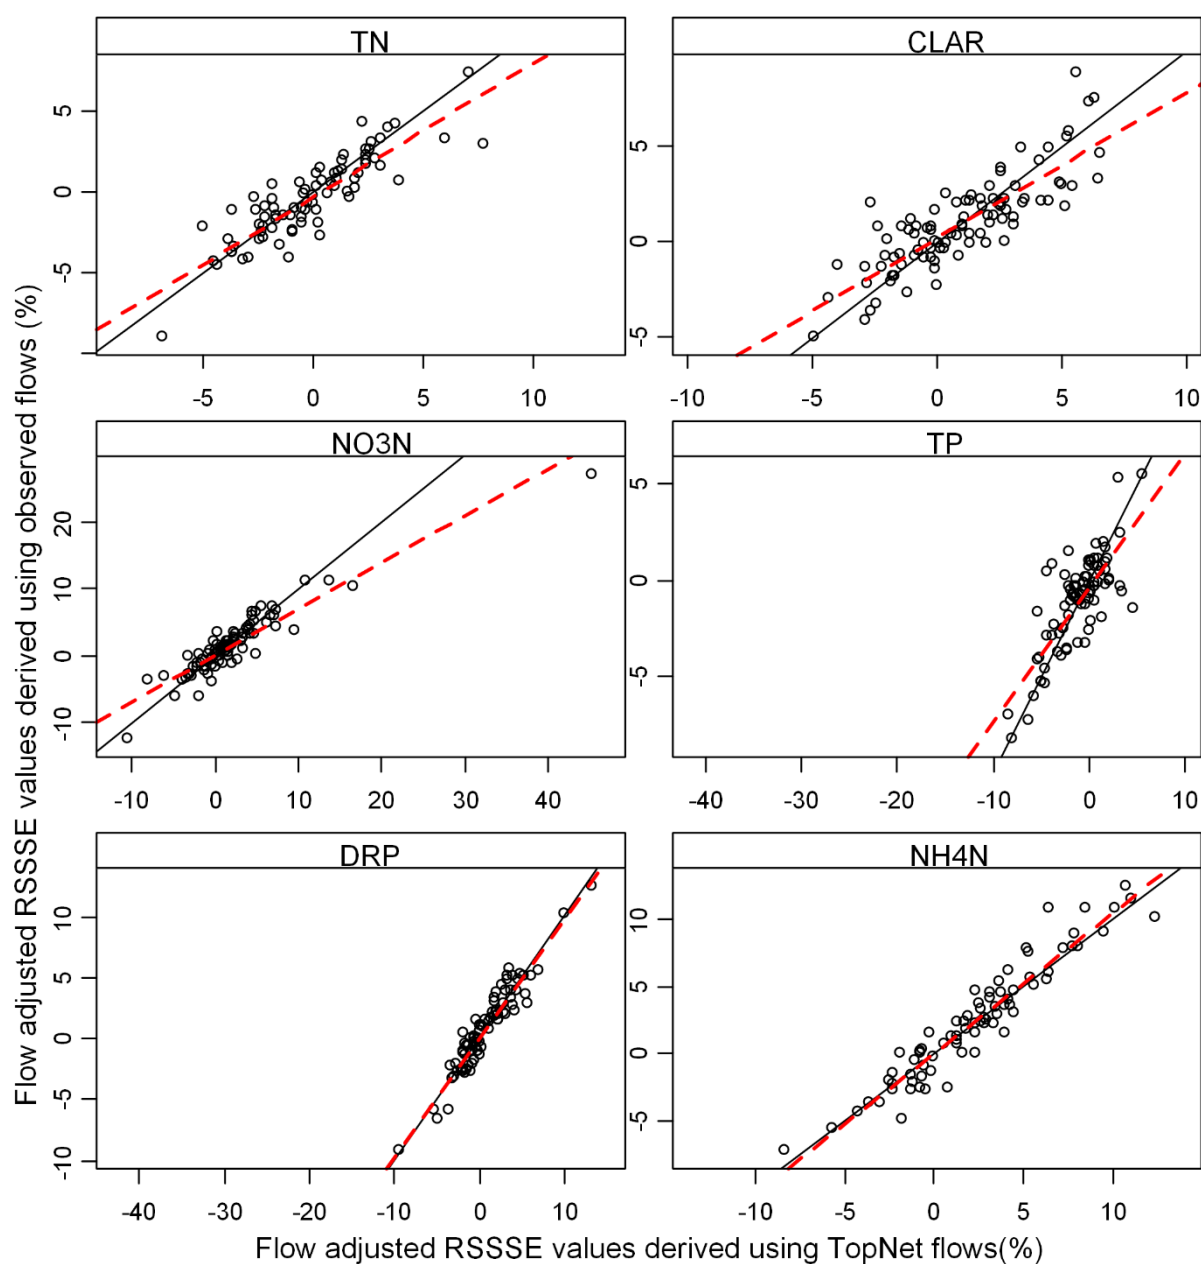 TN
CLAR
5
0
-5
5
0
-5
-5 0 5 10
-10 -5 0 5 10
NO3N
TP
20
10
0
-10
5
0
-5
-10 0 10 20 30 40
-40 -30 -20 -10 0 10
DRP
NH4N
10
5
0
-5
-10
10
5
0
-5
-40 -30 -20 -10 0 10
-10 -5 0 5 10
Flow adjusted RSSSE values derived using observed flows (%)
Flow adjusted RSSSE values derived using TopNet flows(%)